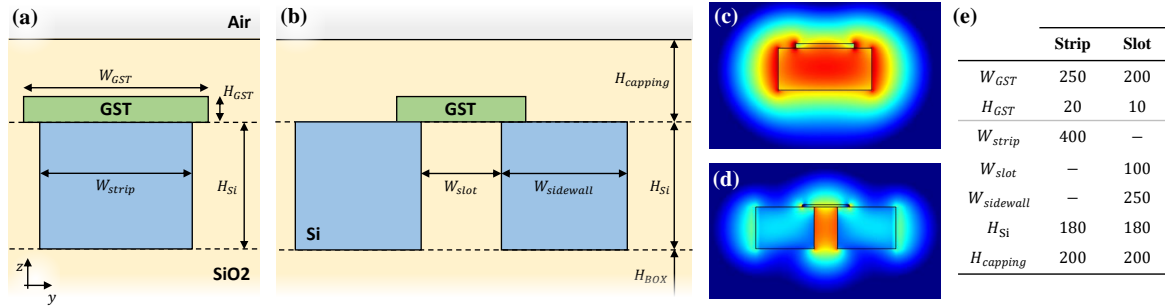 (a)
Air
W_GST
H_GST
GST
W_strip
H_Si
z
y
SiO2
(b)
H_capping
GST
W_slot
W_sidewall
H_Si
Si
H_BOX
(c)
(d)
(e)
Strip Slot
W_GST 250 200
H_GST 20 10
W_strip 400 −
W_slot − 100
W_sidewall − 250
H_Si 180 180
H_capping 200 200